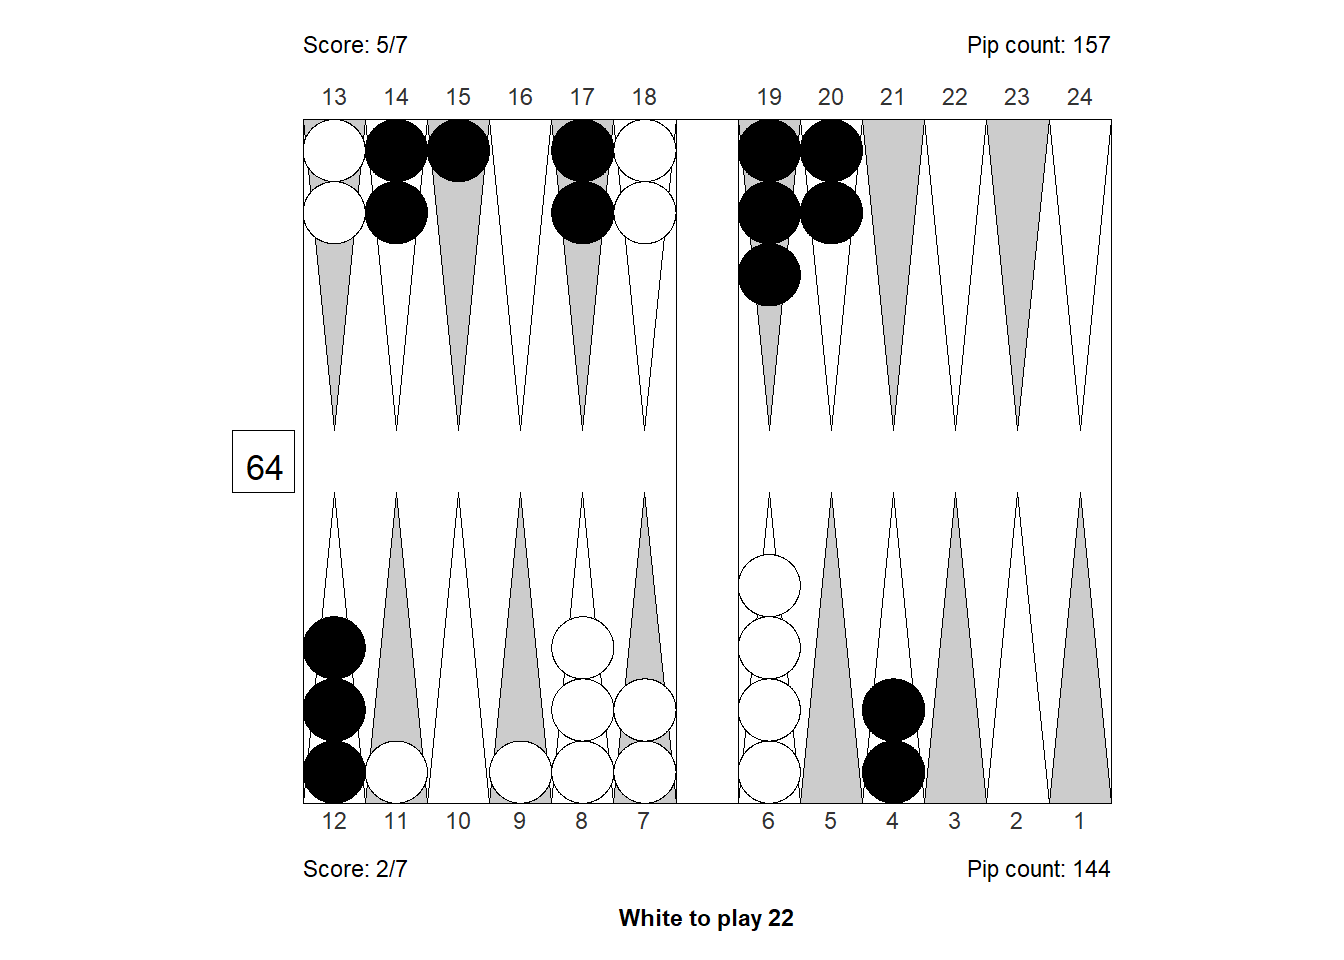 Score: 5/7 Pip count: 157
13 14 15 16 17 18 19 20 21 22 23 24
64
12 11 10 9 8 7 6 5 4 3 2 1
Score: 2/7 Pip count: 144
White to play 22